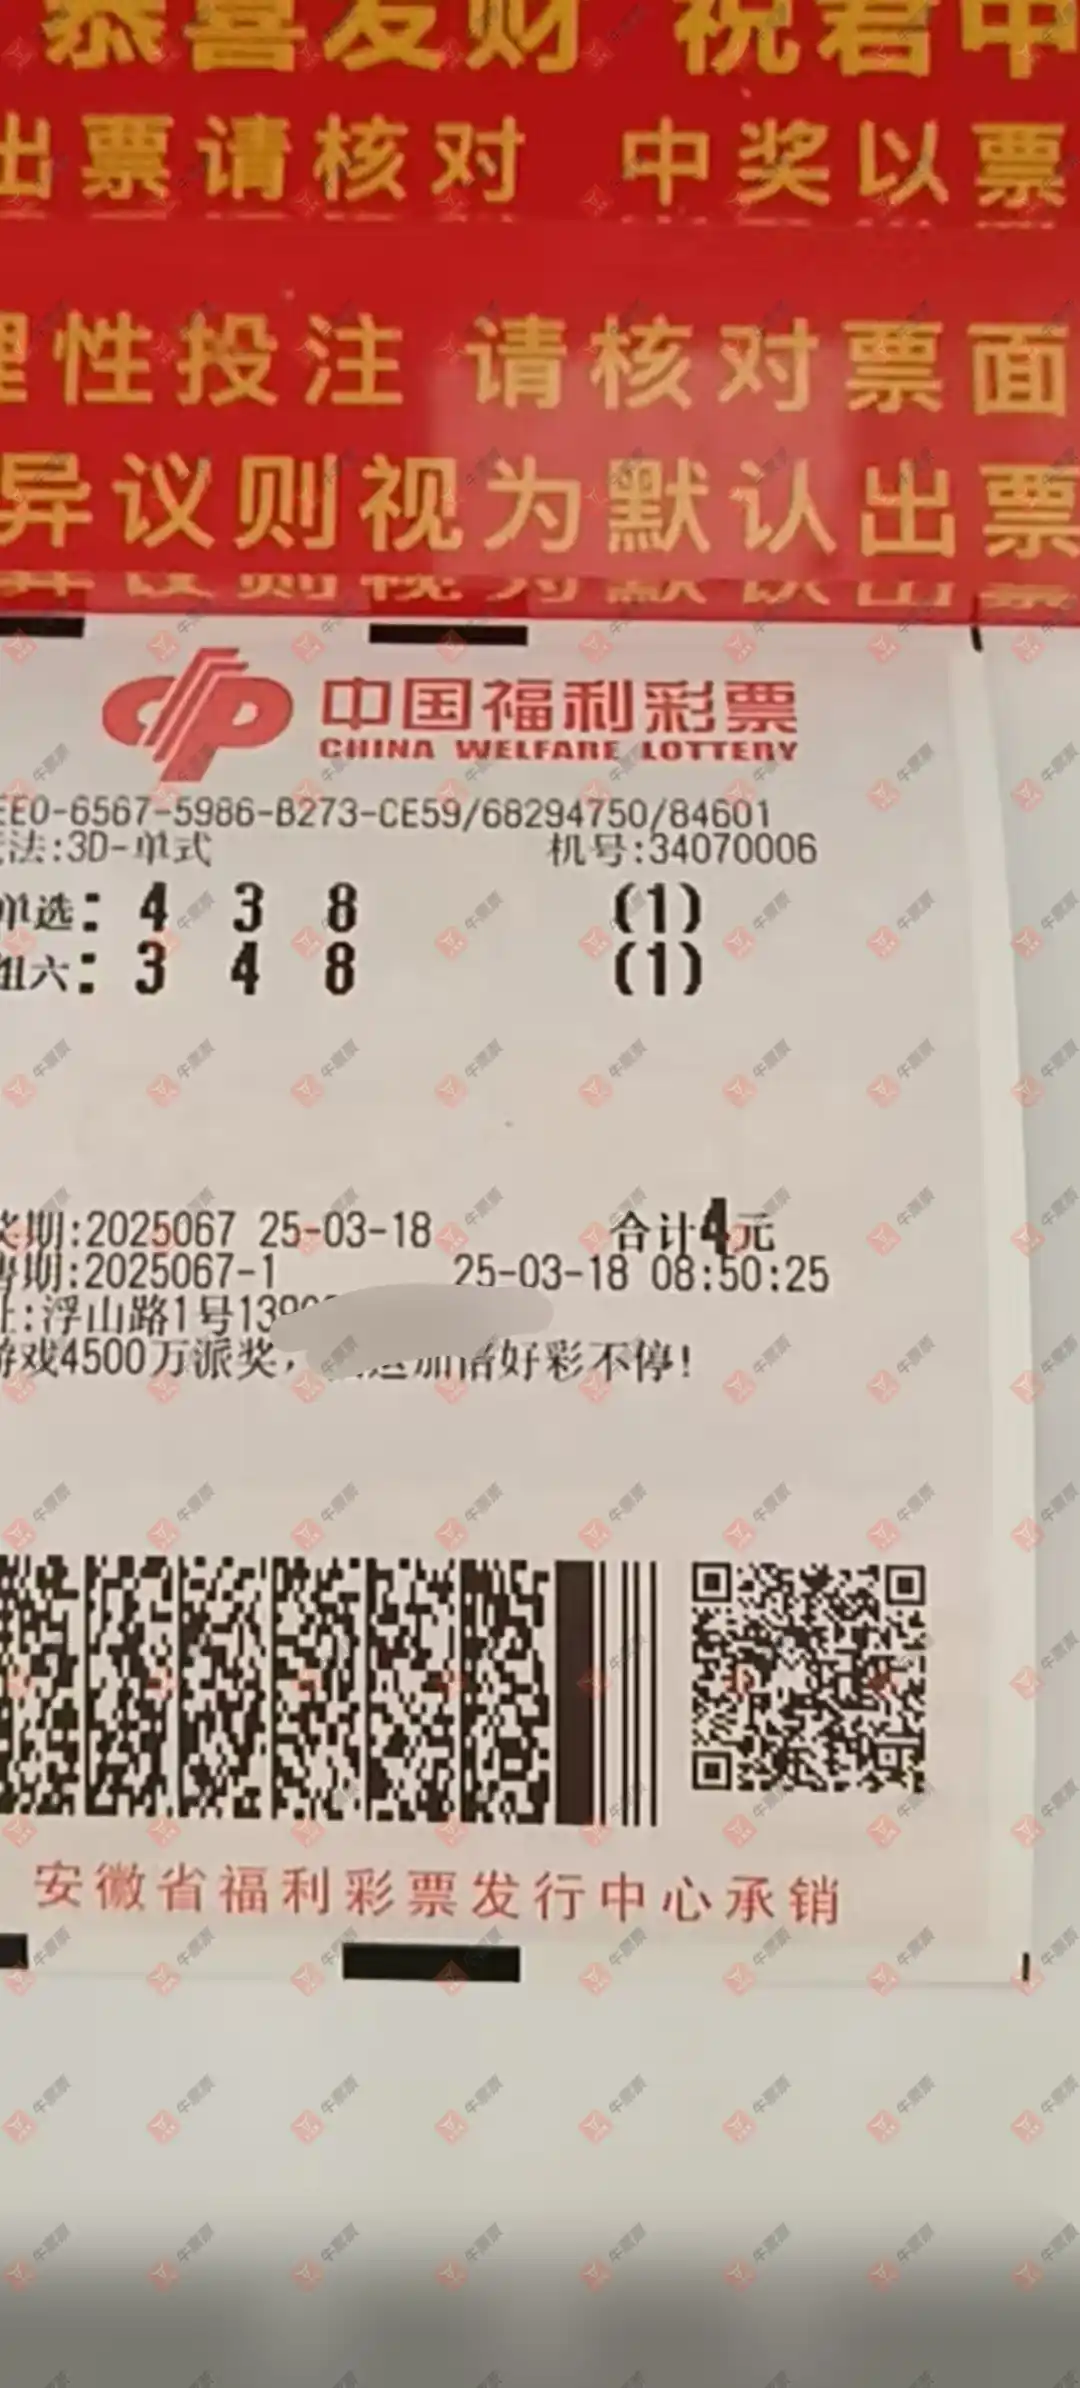 恭喜发财 祝君中
出票请核对 中奖以票
理性投注 请核对票面
异议则视为默认出票
中国福利彩票
CHINA WELFARE LOTTERY
EE0-6567-5986-B273-CE59/68294750/84601
法:3D-单式 机号:34070006
单选: 4 3 8 (1)
组六: 3 4 8 (1)
奖期:2025067 25-03-18 合计4元
售期:2025067-1 25-03-18 08:50:25
址:浮山路1号139
游戏4500万派奖, 加倍好彩不停!
安徽省福利彩票发行中心承销